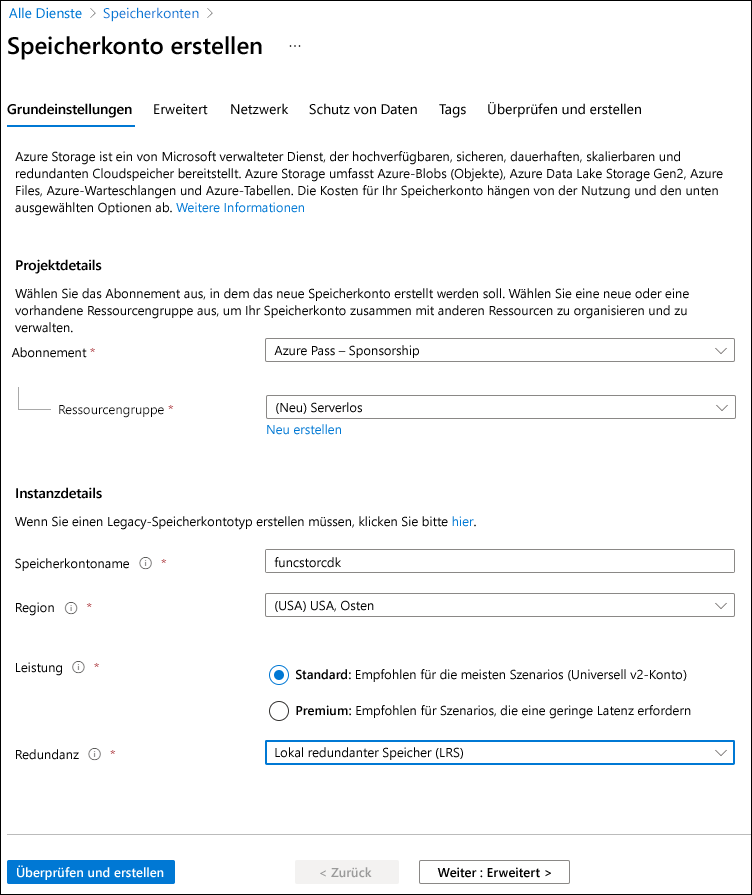 Alle Dienste > Speicherkonten >
Speicherkonto erstellen ...
Grundeinstellungen Erweitert Netzwerk Schutz von Daten Tags Überprüfen und erstellen
Azure Storage ist ein von Microsoft verwalteter Dienst, der hochverfügbaren, sicheren, dauerhaften, skalierbaren und
redundanten Cloudspeicher bereitstellt. Azure Storage umfasst Azure-Blobs (Objekte), Azure Data Lake Storage Gen2, Azure
Files, Azure-Warteschlangen und Azure-Tabellen. Die Kosten für Ihr Speicherkonto hängen von der Nutzung und den unten
ausgewählten Optionen ab. Weitere Informationen
Projektdetails
Wählen Sie das Abonnement aus, in dem das neue Speicherkonto erstellt werden soll. Wählen Sie eine neue oder eine
vorhandene Ressourcengruppe aus, um Ihr Speicherkonto zusammen mit anderen Ressourcen zu organisieren und zu
verwalten.
Abonnement * Azure Pass – Sponsorship
Ressourcengruppe * (Neu) Serverlos
Neu erstellen
Instanzdetails
Wenn Sie einen Legacy-Speicherkontotyp erstellen müssen, klicken Sie bitte hier.
Speicherkontoname * funcstorcdk
Region * (USA) USA, Osten
Leistung *
Standard: Empfohlen für die meisten Szenarios (Universell v2-Konto)
Premium: Empfohlen für Szenarios, die eine geringe Latenz erfordern
Redundanz * Lokal redundanter Speicher (LRS)
Überprüfen und erstellen < Zurück Weiter : Erweitert >